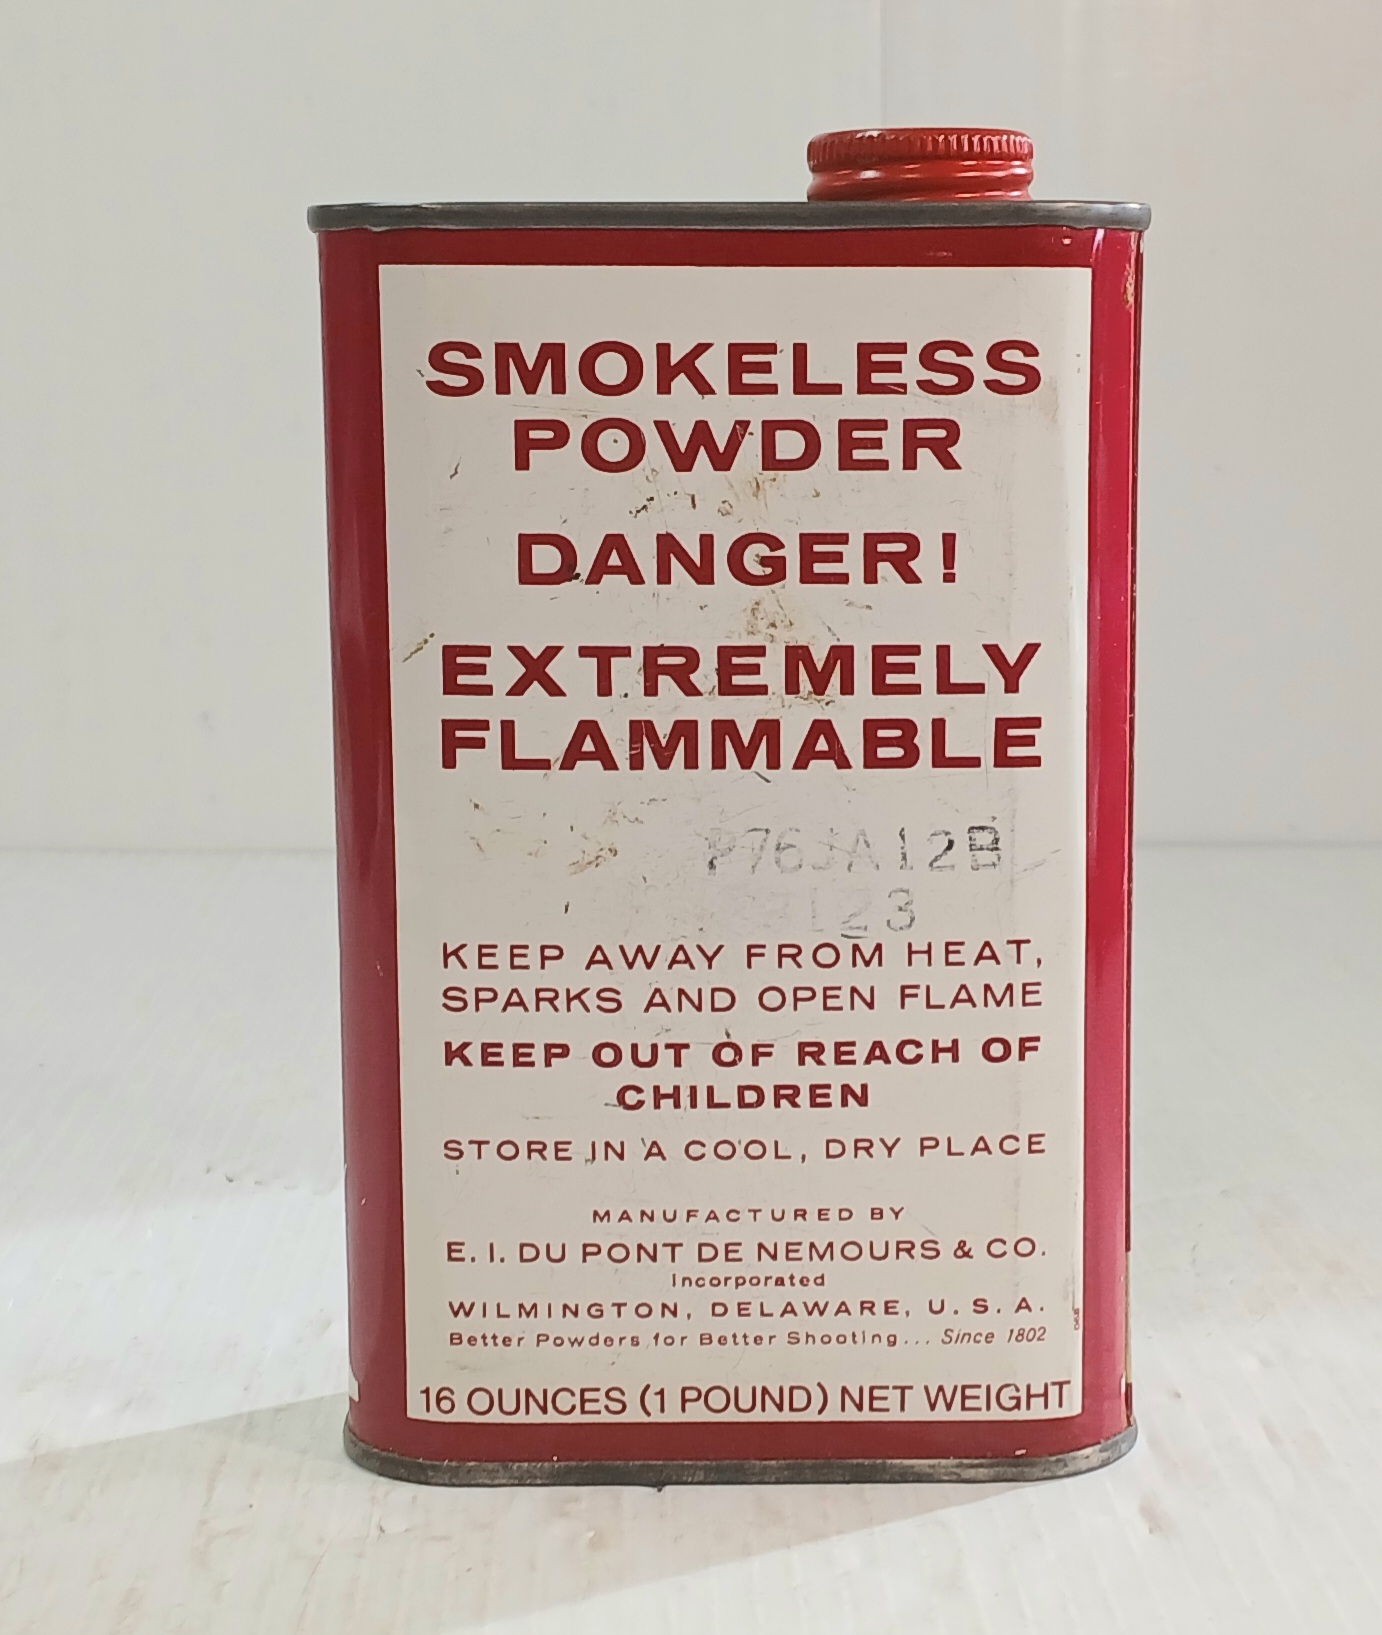 SMOKELESS
POWDER
DANGER!
EXTREMELY
FLAMMABLE
P76JA12B
123
KEEP AWAY FROM HEAT,
SPARKS AND OPEN FLAME
KEEP OUT OF REACH OF
CHILDREN
STORE IN A COOL, DRY PLACE
MANUFACTURED BY
E. I. DU PONT DE NEMOURS & CO.
Incorporated
WILMINGTON, DELAWARE, U. S. A.
Better Powders for Better Shooting... Since 1802
16 OUNCES (1 POUND) NET WEIGHT